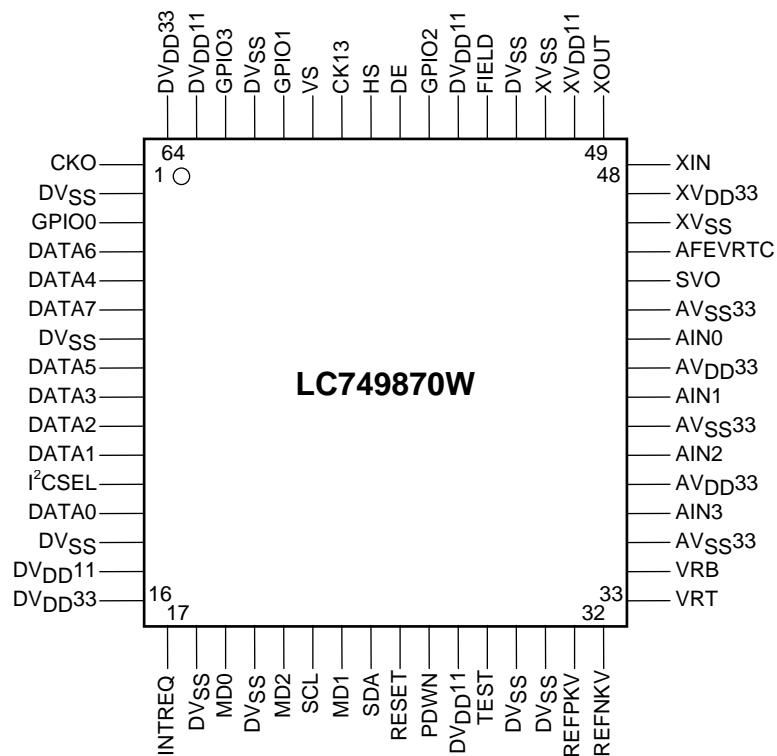 DVDD33
DVDD11
GPIO3
DVSS
GPIO1
VS
CK13
HS
DE
GPIO2
DVDD11
FIELD
DVSS
XVSS
XVDD11
XOUT
64
49
1
48
CKO
DVSS
GPIO0
DATA6
DATA4
DATA7
DVSS
DATA5
DATA3
DATA2
DATA1
I²CSEL
DATA0
DVSS
DVDD11
DVDD33
LC749870W
XIN
XVDD33
XVSS
AFEVRTC
SVO
AVSS33
AIN0
AVDD33
AIN1
AVSS33
AIN2
AVDD33
AIN3
AVSS33
VRB
VRT
16
33
17
32
INTREQ
DVSS
MD0
DVSS
MD2
SCL
MD1
SDA
RESET
PDWN
DVDD11
TEST
DVSS
DVSS
REFPKV
REFNKV